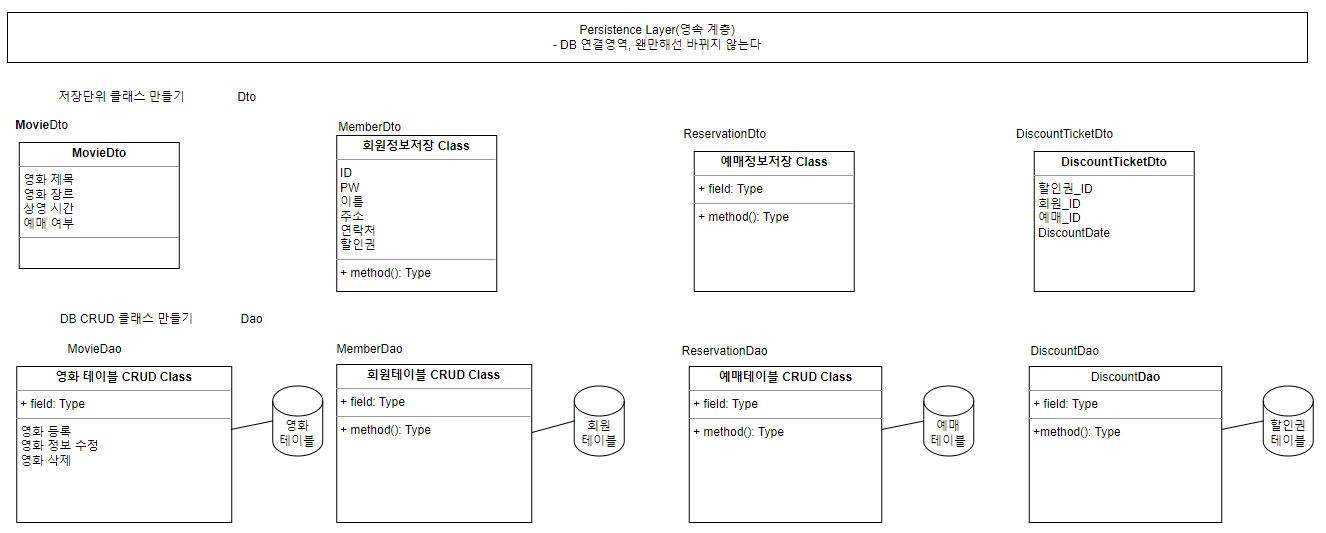 Persistence Layer(영속 계층)
- DB 연결영역, 왠만해선 바뀌지 않는다
저장단위 클래스 만들기 Dto
MovieDto
MovieDto
영화 제목
영화 장르
상영 시간
예매 여부
MemberDto
회원정보저장 Class
ID
PW
이름
주소
연락처
할인권
+ method(): Type
ReservationDto
예매정보저장 Class
+ field: Type
+ method(): Type
DiscountTicketDto
DiscountTicketDto
할인권_ID
회원_ID
예매_ID
DiscountDate
DB CRUD 클래스 만들기 Dao
MovieDao
영화 테이블 CRUD Class
+ field: Type
영화 등록
영화 정보 수정
영화 삭제
영화
테이블
MemberDao
회원테이블 CRUD Class
+ field: Type
+ method(): Type
회원
테이블
ReservationDao
예매테이블 CRUD Class
+ field: Type
+ method(): Type
예매
테이블
DiscountDao
DiscountDao
+ field: Type
+method(): Type
할인권
테이블